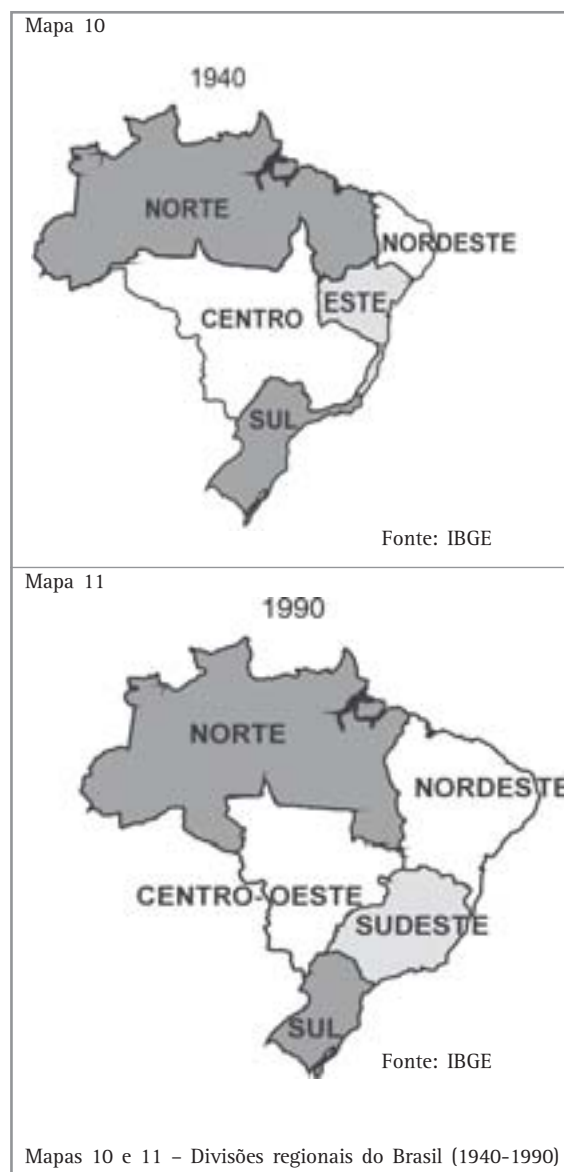 Mapa 10
1940
NORTE
NORDESTE
ESTE
CENTRO
SUL
Fonte: IBGE
Mapa 11
1990
NORTE
NORDESTE
CENTRO-OESTE
SUDESTE
SUL
Fonte: IBGE
Mapas 10 e 11 – Divisões regionais do Brasil (1940-1990)